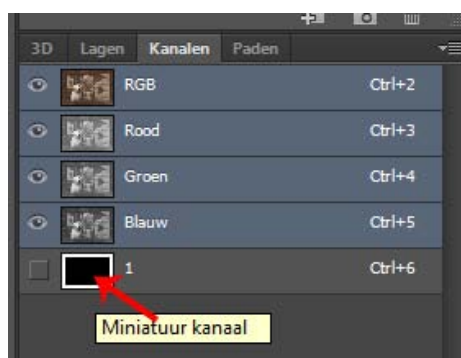 3D Lagen Kanalen Paden
RGB Ctrl+2
Rood Ctrl+3
Groen Ctrl+4
Blauw Ctrl+5
1 Ctrl+6
Miniatuur kanaal